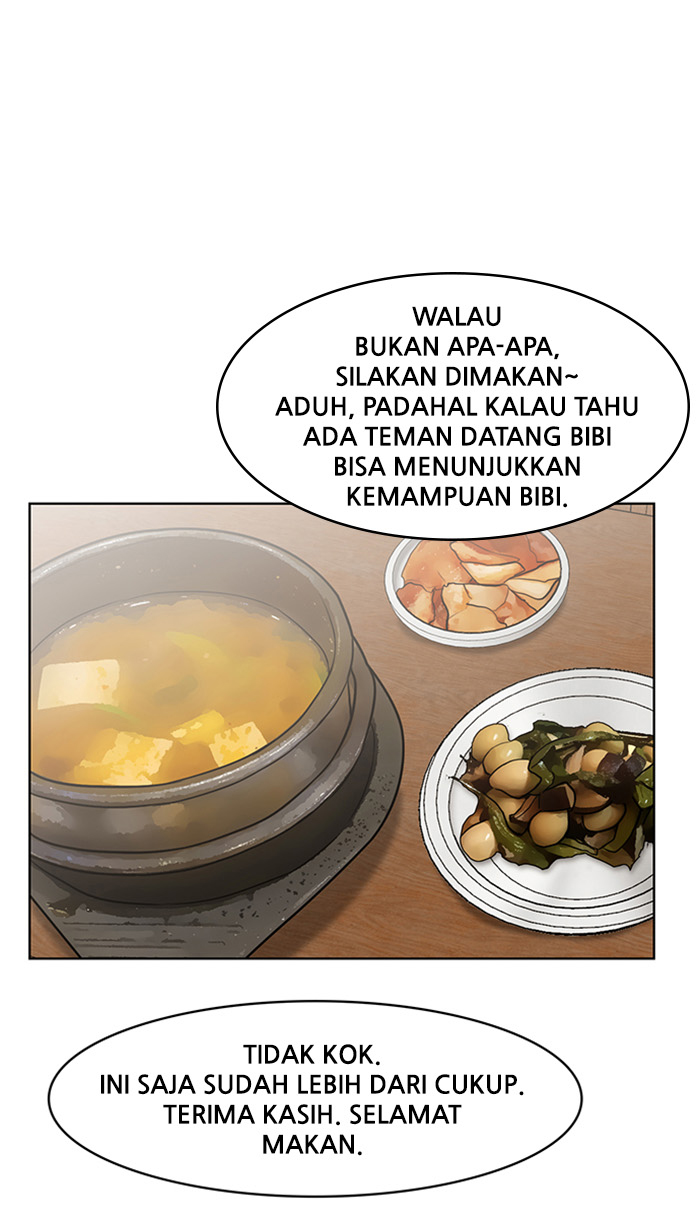 WALAU
BUKAN APA-APA,
SILAKAN DIMAKAN~
ADUH, PADAHAL KALAU TAHU
ADA TEMAN DATANG BIBI
BISA MENUNJUKKAN
KEMAMPUAN BIBI.
TIDAK KOK.
INI SAJA SUDAH LEBIH DARI CUKUP.
TERIMA KASIH. SELAMAT
MAKAN.